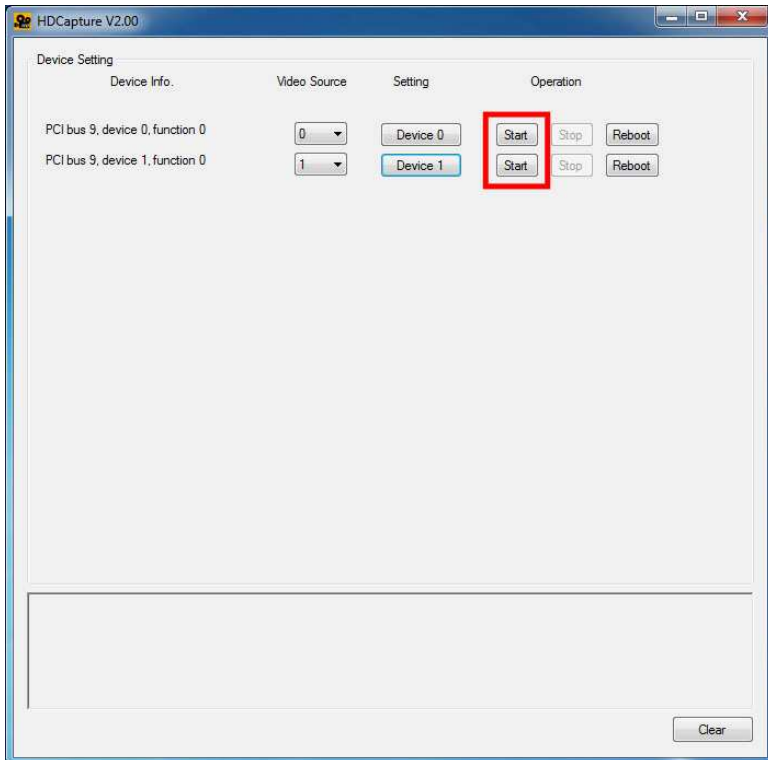 HDCapture V2.00
Device Setting
Device Info. Video Source Setting Operation
PCI bus 9, device 0, function 0 0 Device 0 Start Stop Reboot
PCI bus 9, device 1, function 0 1 Device 1 Start Stop Reboot
Clear